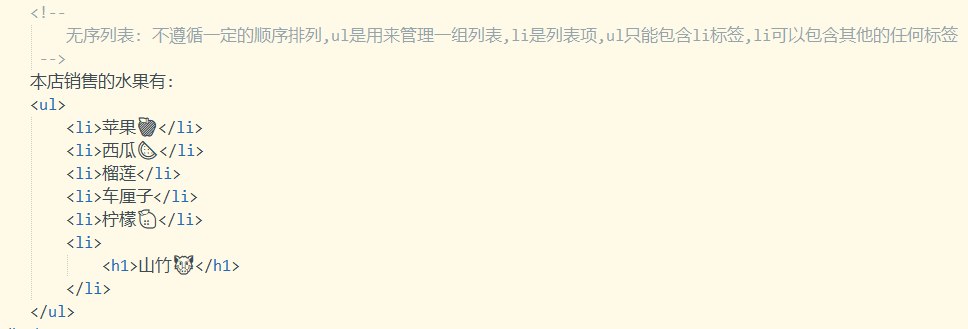 <!--
无序列表: 不遵循一定的顺序排列,ul是用来管理一组列表,li是列表项,ul只能包含li标签,li可以包含其他的任何标签
-->
本店销售的水果有:
<ul>
<li>苹果🍎</li>
<li>西瓜🍉</li>
<li>榴莲</li>
<li>车厘子</li>
<li>柠檬🍋</li>
<li>
<h1>山竹🐯</h1>
</li>
</ul>